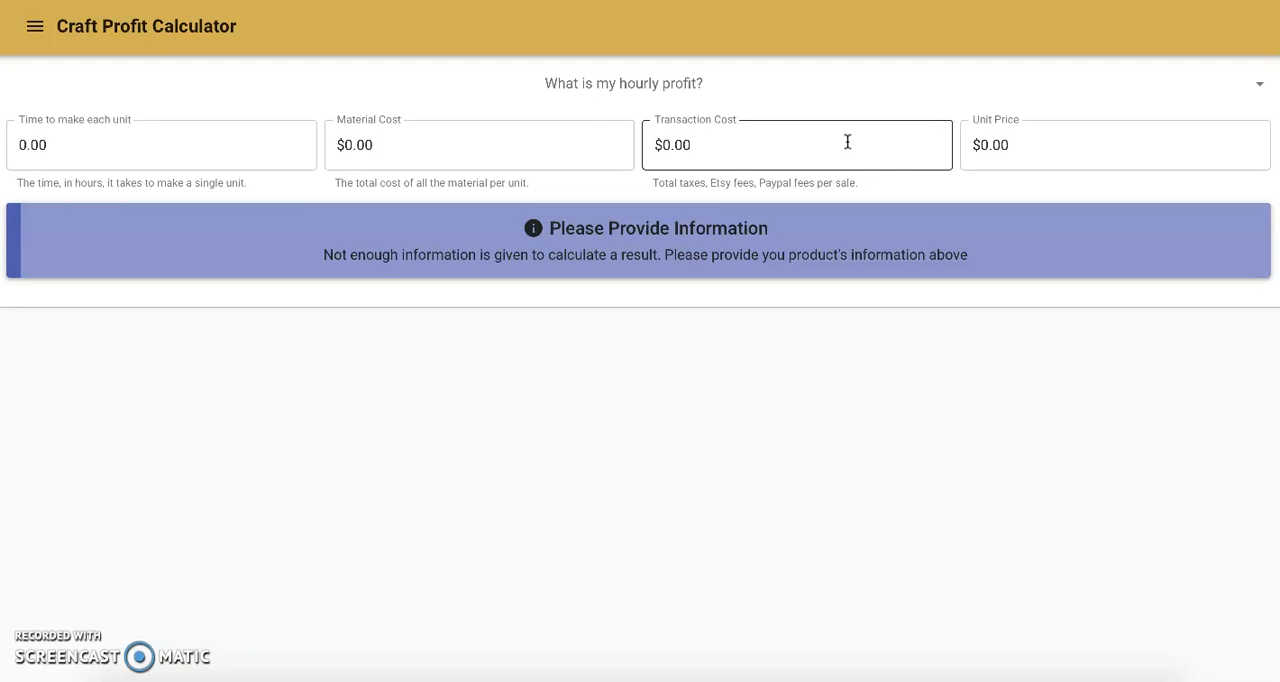 Craft Profit Calculator
What is my hourly profit?
Time to make each unit
Material Cost
Transaction Cost
Unit Price
0.00
$0.00
$0.00
$0.00
The time, in hours, it takes to make a single unit.
The total cost of all the material per unit.
Total taxes, Etsy fees, Paypal fees per sale.
Please Provide Information
Not enough information is given to calculate a result. Please provide you product's information above
RECORDED WITH
SCREENCAST MATIC